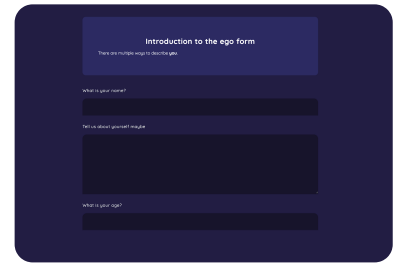 Introduction to the ego form
There are multiple ways to describe you.
What is your name?
Tell us about yourself maybe
What is your age?